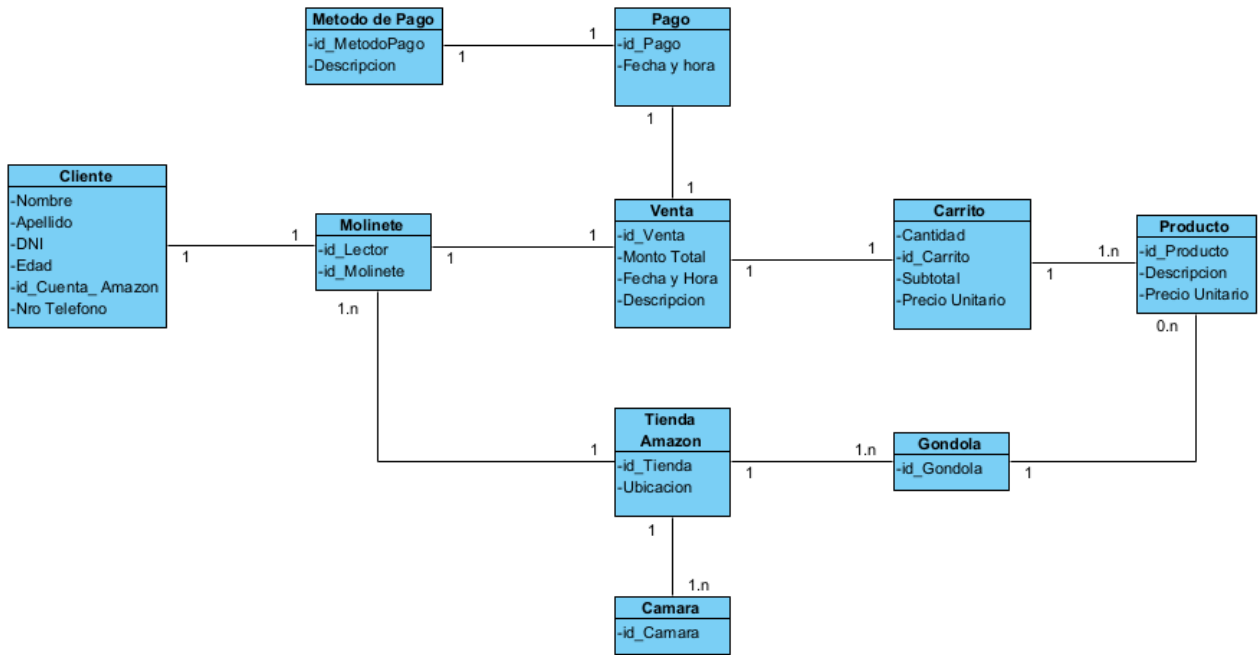 Metodo de Pago
-id_MetodoPago
-Descripcion
1
1
Pago
-id_Pago
-Fecha y hora
1
1
Cliente
-Nombre
-Apellido
-DNI
-Edad
-id_Cuenta_ Amazon
-Nro Telefono
1
1
Molinete
-id_Lector
-id_Molinete
1
1
1.n
Venta
-id_Venta
-Monto Total
-Fecha y Hora
-Descripcion
1
1
Carrito
-Cantidad
-id_Carrito
-Subtotal
-Precio Unitario
1
1.n
Producto
-id_Producto
-Descripcion
-Precio Unitario
0.n
1
Tienda
Amazon
-id_Tienda
-Ubicacion
1
1.n
Gondola
-id_Gondola
1
1
1.n
Camara
-id_Camara